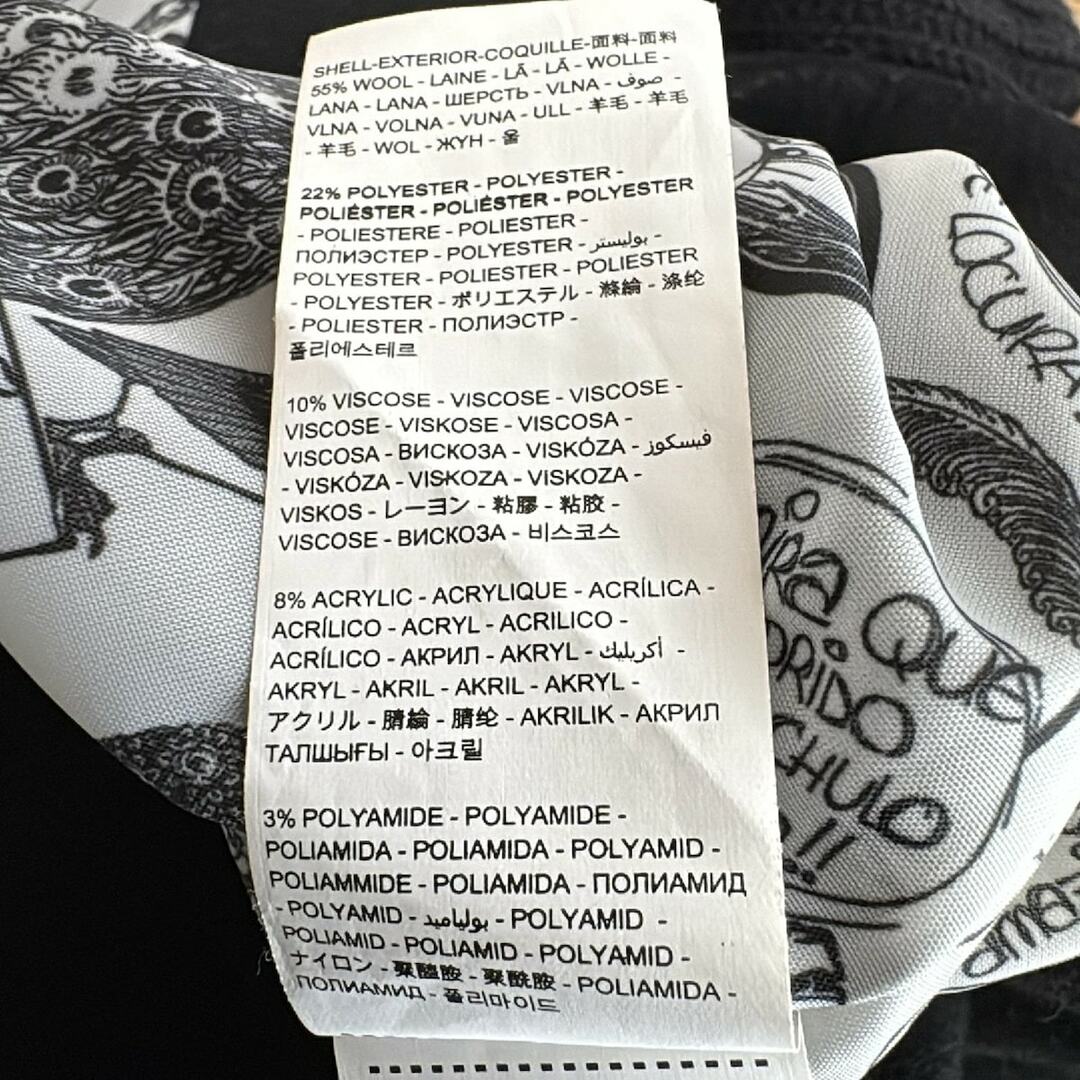 SHELL-EXTERIOR-COQUILLE-面料-面料
55% WOOL - LAINE - LÃ - LÃ - WOLLE -
LANA - LANA - ШЕРСТЬ - VLNA - صوف -
VLNA - VOLNA - VUNA - ULL - 羊毛 - 羊毛
- 羊毛 - WOL - ЖҮН - 울
22% POLYESTER - POLYESTER -
POLIÉSTER - POLIÉSTER - POLYESTER
- POLIESTERE - POLIESTER -
ПОЛИЭСТЕР - POLYESTER - بوليستر -
POLYESTER - POLIESTER - POLIESTER
- POLYESTER - ポリエステル - 滌綸 - 涤纶
- POLIESTER - ПОЛИЭСТР -
폴리에스테르
10% VISCOSE - VISCOSE - VISCOSE -
VISCOSE - VISKOSE - VISCOSA -
VISCOSA - ВИСКОЗА - VISKÓZA - فيسكوز
- VISKÓZA - VISKOZA - VISKOZA -
VISKOS - レーヨン - 粘膠 - 粘胶 -
VISCOSE - ВИСКОЗА - 비스코스
8% ACRYLIC - ACRYLIQUE - ACRÍLICA -
ACRÍLICO - ACRYL - ACRILICO -
ACRÍLICO - АКРИЛ - AKRYL - أكريليك -
AKRYL - AKRIL - AKRIL - AKRYL -
アクリル - 腈綸 - 腈纶 - AKRILIK - АКРИЛ
ТАЛШЫҒЫ - 아크릴
3% POLYAMIDE - POLYAMIDE -
POLIAMIDA - POLIAMIDA - POLYAMID -
POLIAMMIDE - POLIAMIDA - ПОЛИАМИД
- POLYAMID - بولياميد - POLYAMID -
POLIAMID - POLIAMID - POLYAMID -
ナイロン - 聚醯胺 - 聚酰胺 - POLIAMIDA -
ПОЛИАМИД - 폴리마이드
LOCURA
QUE
CHULO
!!